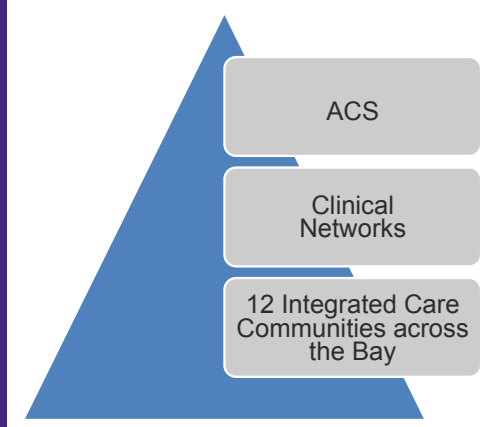 ACS
Clinical
Networks
12 Integrated Care
Communities across
the Bay